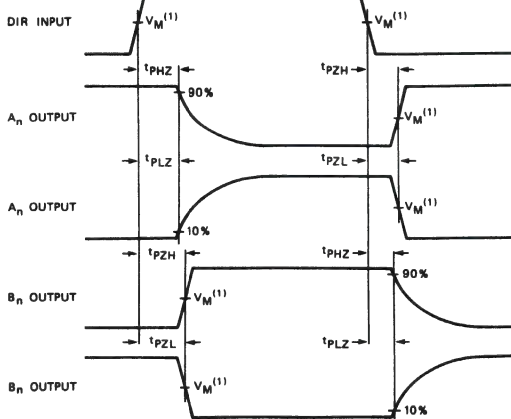 DIR INPUT VM(1) VM(1)
tPHZ tPZH
90%
An OUTPUT VM(1)
tPLZ tPZL
An OUTPUT VM(1)
10%
tPZH tPHZ
90%
Bn OUTPUT VM(1)
tPZL tPLZ
Bn OUTPUT VM(1)
10%